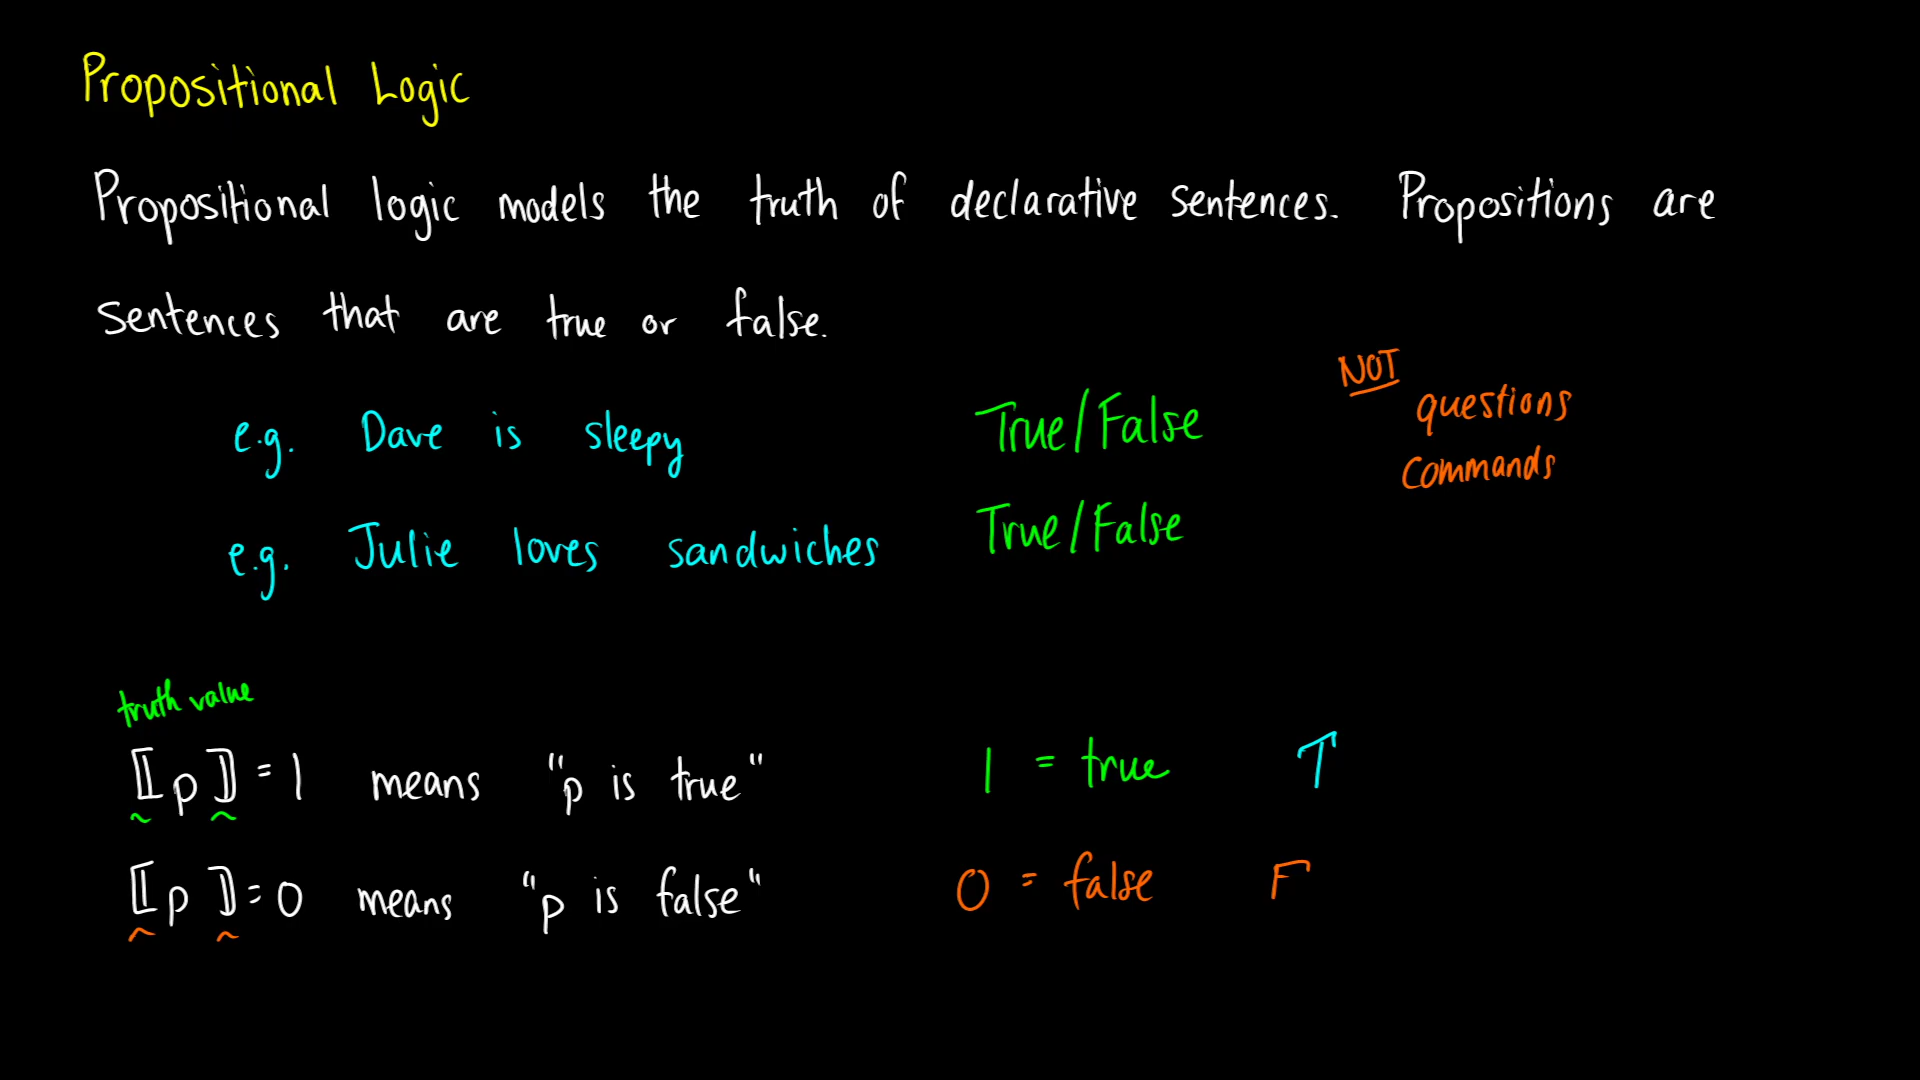 Propositional Logic
Propositional logic models the truth of declarative sentences. Propositions are
sentences that are true or false.
e.g. Dave is sleepy True/False
NOT questions
commands
e.g. Julie loves sandwiches True/False
truth value
⟦p⟧ = 1 means "p is true" 1 = true T
⟦p⟧ = 0 means "p is false" 0 = false F